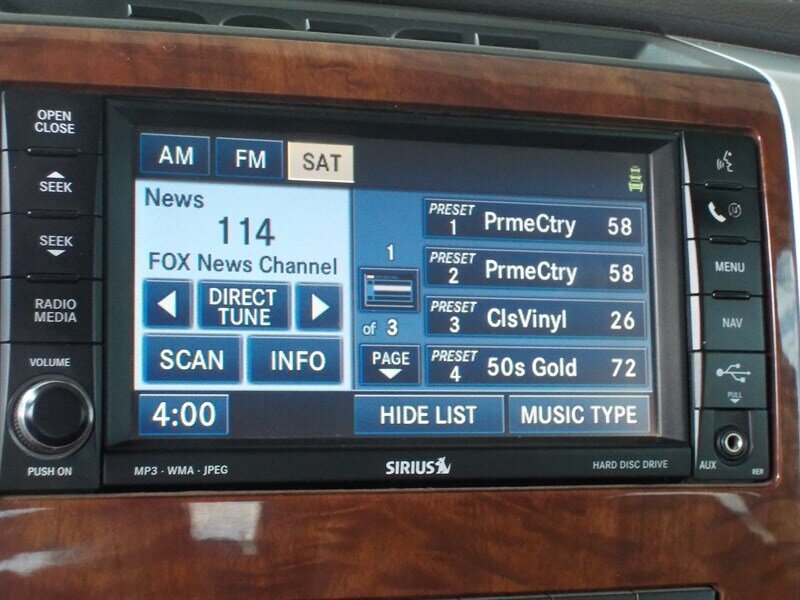 OPEN
CLOSE
SEEK
SEEK
RADIO
MEDIA
VOLUME
PUSH ON
AM
FM
SAT
News
114
FOX News Channel
DIRECT
TUNE
SCAN
INFO
4:00
1
of 3
PAGE
PRESET
1 PrmeCtry 58
PRESET
2 PrmeCtry 58
PRESET
3 ClsVinyl 26
PRESET
4 50s Gold 72
HIDE LIST
MUSIC TYPE
MP3 · WMA · JPEG
SIRIUS
HARD DISC DRIVE
MENU
NAV
PULL
AUX
RER